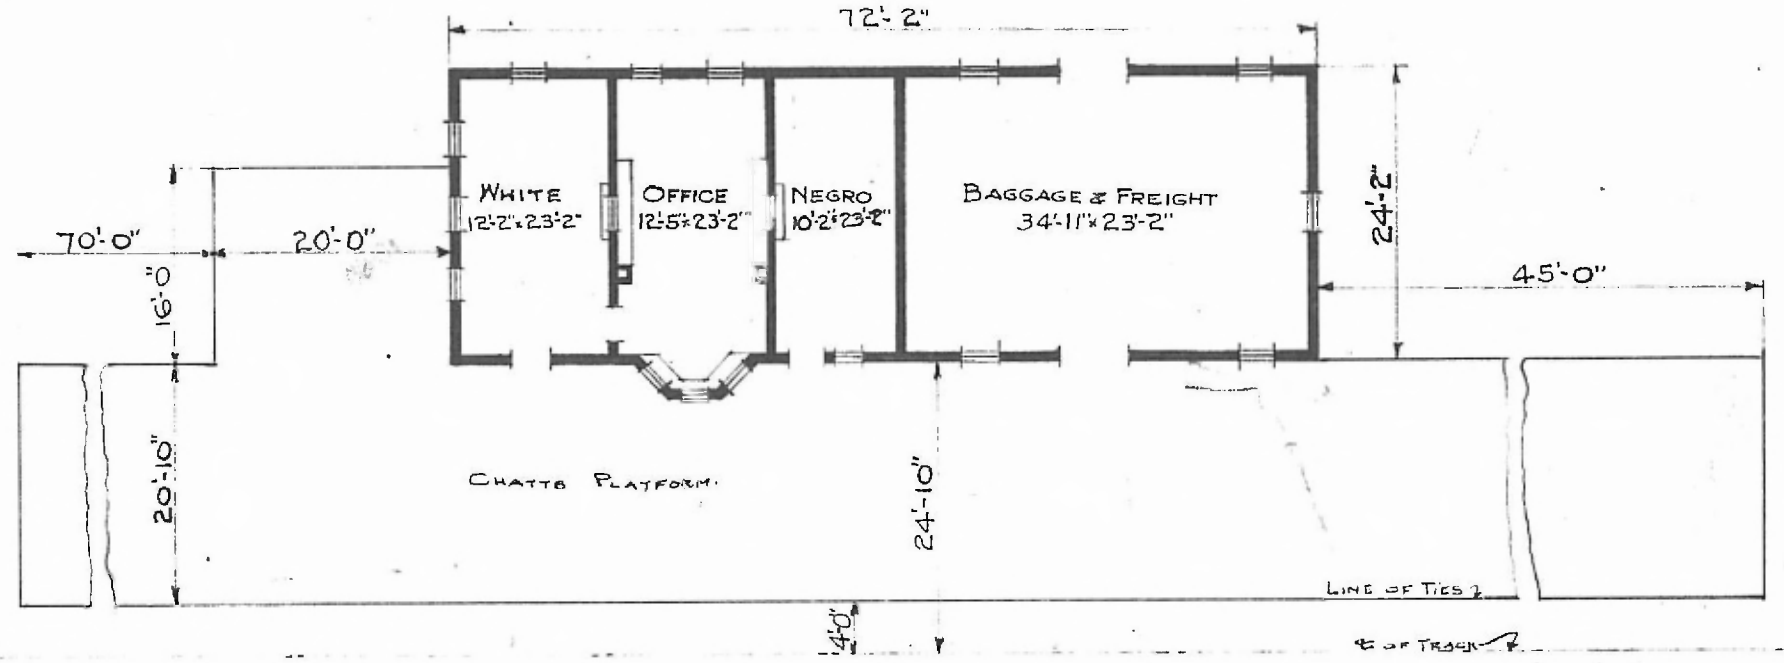 72'-2"
WHITE
12'-2"x23'-2"
OFFICE
12'-5"x23'-2"
NEGRO
10'-2"x23'-2"
BAGGAGE & FREIGHT
34'-11"x23'-2"
24'-2"
70'-0"
20'-0"
16'-0"
45'-0"
20'-10"
CHATTS PLATFORM.
24'-10"
LINE OF TIES
4'-0"
℄ OF TRACK